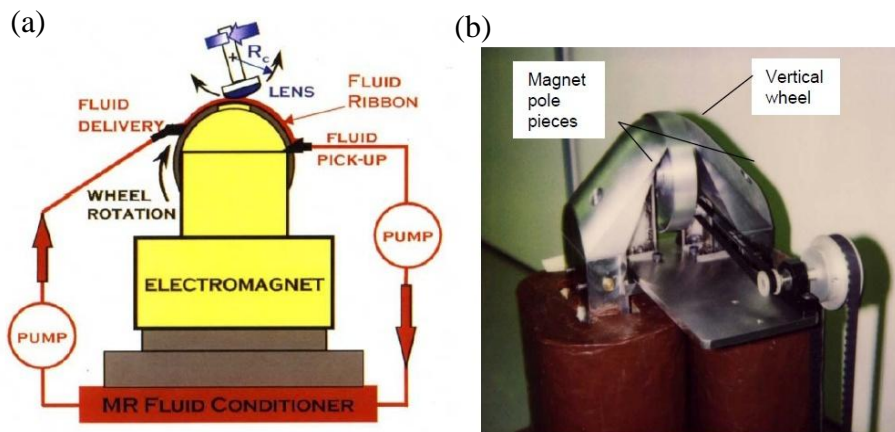 (a)
R_c
LENS
FLUID
RIBBON
FLUID
DELIVERY
FLUID
PICK-UP
WHEEL
ROTATION
PUMP
ELECTROMAGNET
PUMP
MR FLUID CONDITIONER
(b)
Magnet
pole
pieces
Vertical
wheel